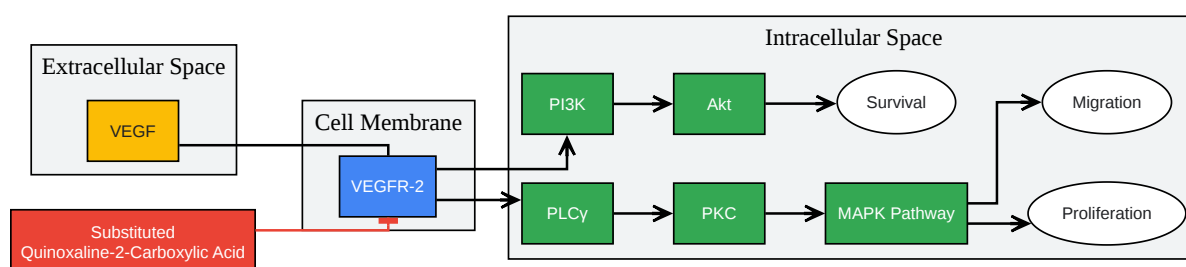 Extracellular Space
VEGF
Cell Membrane
VEGFR-2
Substituted
Quinoxaline-2-Carboxylic Acid
Intracellular Space
PI3K
Akt
Survival
Migration
PLCγ
PKC
MAPK Pathway
Proliferation